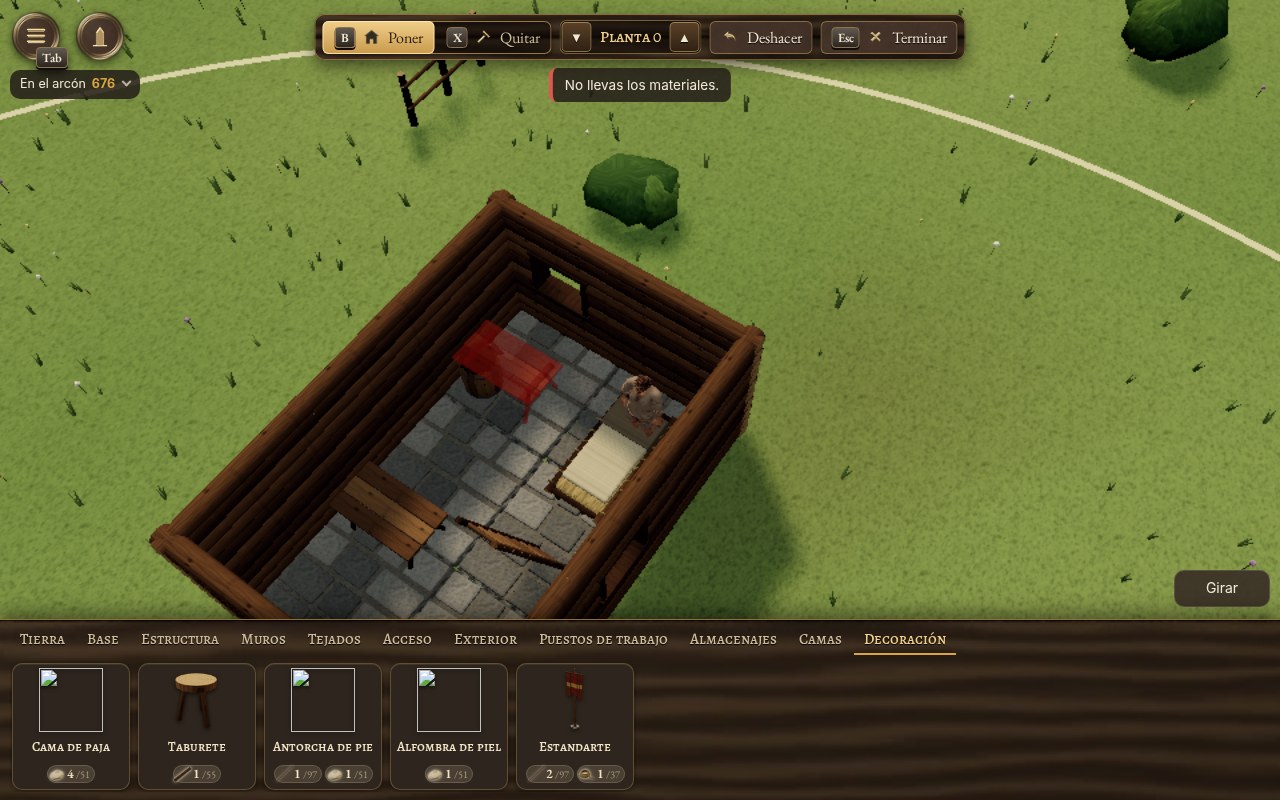 B Poner X Quitar ▼ Planta 0 ▲ Deshacer Esc Terminar
Tab
En el arcón 676
No llevas los materiales.
Girar
Tierra Base Estructura Muros Tejados Acceso Exterior Puestos de trabajo Almacenajes Camas Decoración
Cama de paja Taburete Antorcha de pie Alfombra de piel Estandarte
4 /51 1 /55 1 /97 1 /51 1 /51 2 /97 1 /37